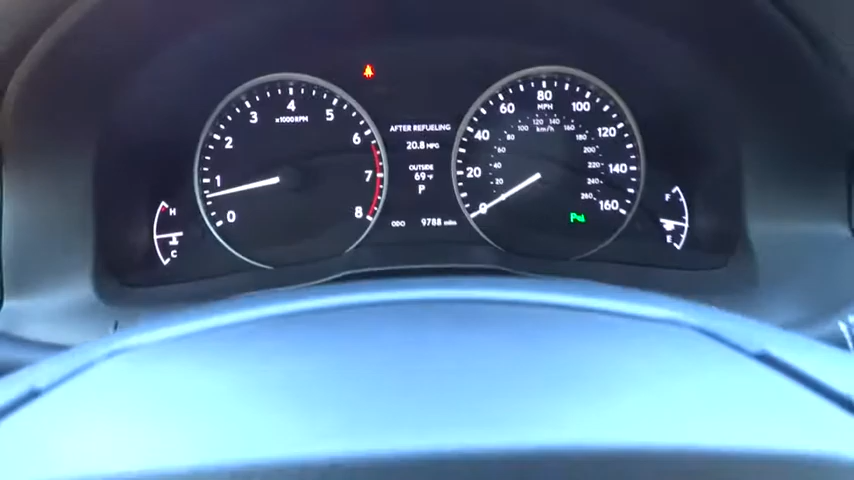 4
3
5
x1000RPM
2
6
1
7
0
8
H
C
AFTER REFUELING
20.8 MPG
OUTSIDE
69°F
P
ODO 9788 miles
80
60
100
MPH
40
120
20
140
0
160
120
100
140
km/h
80
160
60
180
40
200
20
220
240
260
P
F
E